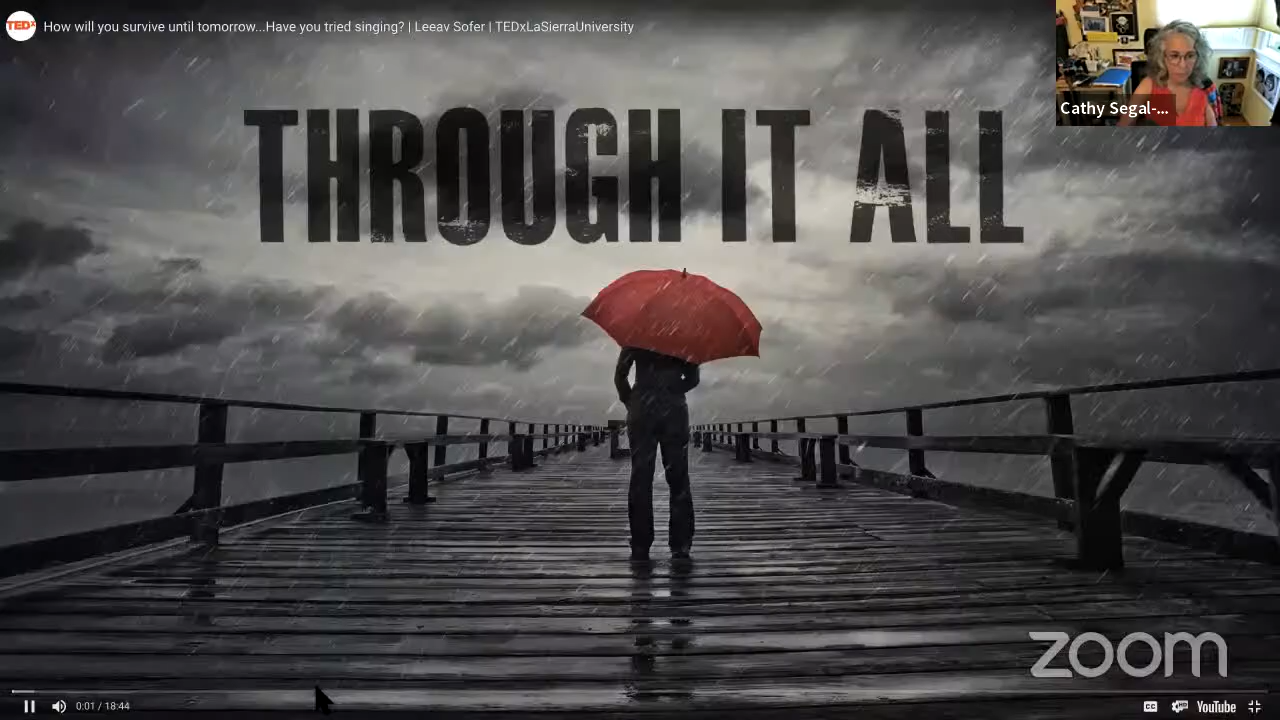 TEDx How will you survive until tomorrow...Have you tried singing? | Leeav Sofer | TEDxLaSierraUniversity
Cathy Segal-...
THROUGH IT ALL
zoom
0:01 / 18:44
CC HD YouTube